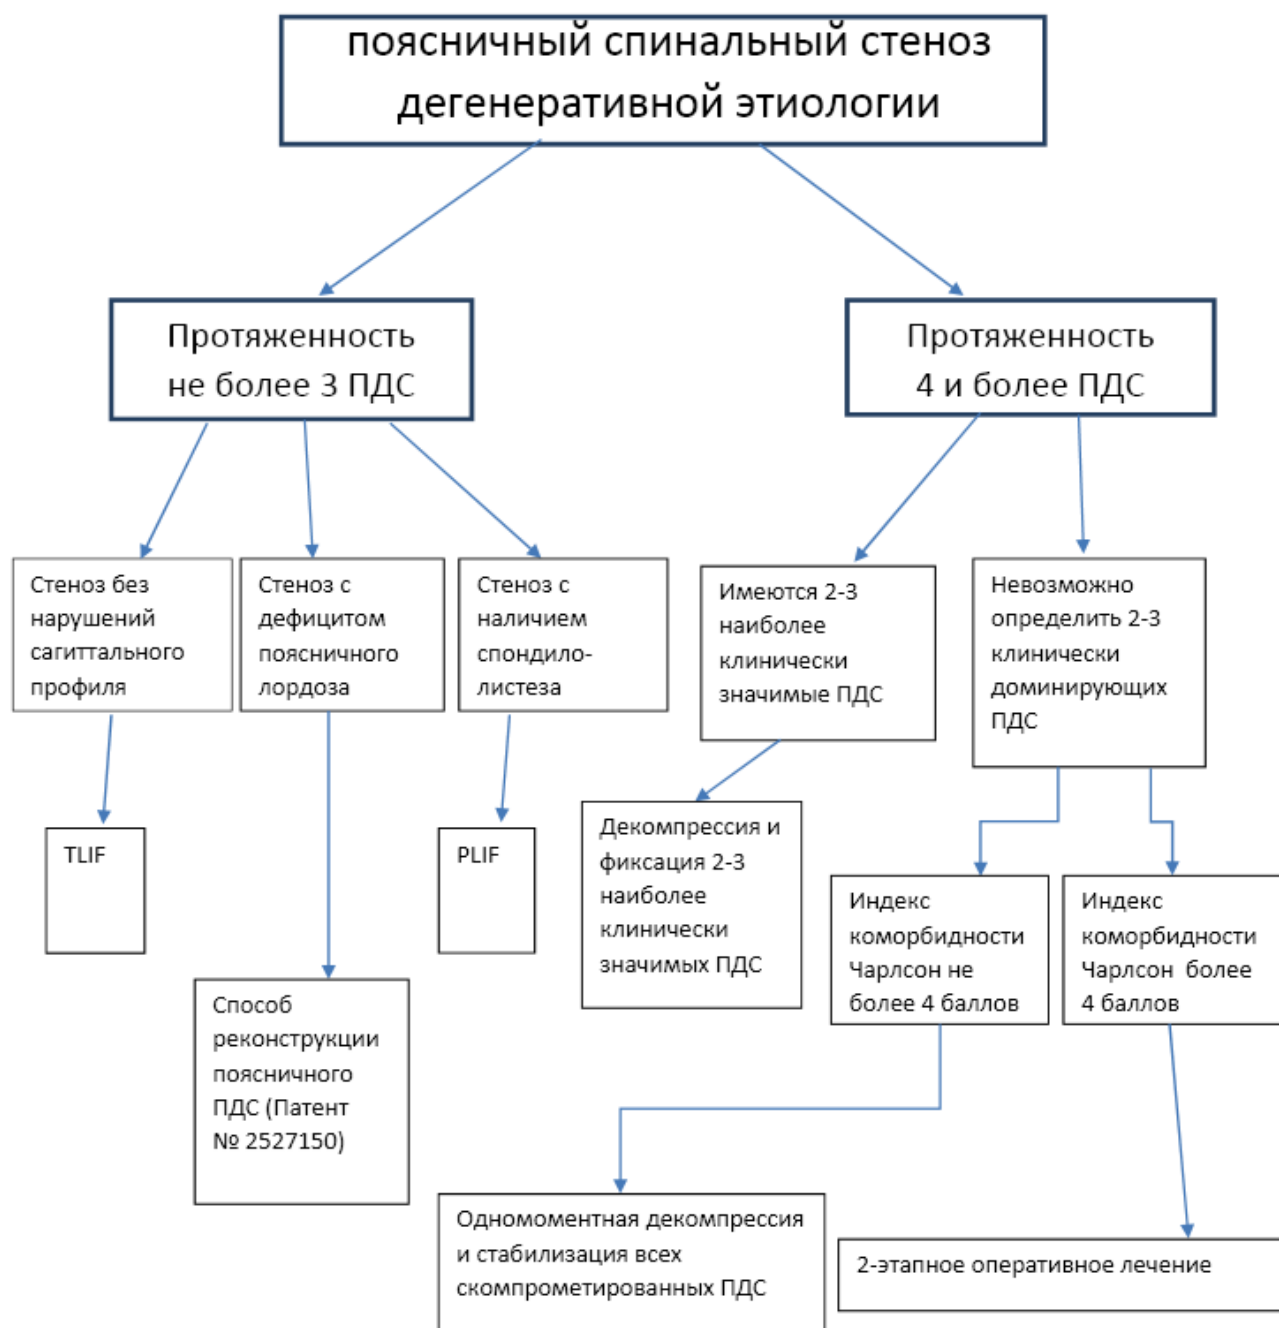 поясничный спинальный стеноз
дегенеративной этиологии
Протяженность
не более 3 ПДС
Протяженность
4 и более ПДС
Стеноз без
нарушений
сагиттального
профиля
Стеноз с
дефицитом
поясничного
лордоза
Стеноз с
наличием
спондило-
листеза
Имеются 2-3
наиболее
клинически
значимые ПДС
Невозможно
определить 2-3
клинически
доминирующих
ПДС
TLIF
PLIF
Декомпрессия и
фиксация 2-3
наиболее
клинически
значимых ПДС
Индекс
коморбидности
Чарлсон не
более 4 баллов
Индекс
коморбидности
Чарлсон более
4 баллов
Способ
реконструкции
поясничного
ПДС (Патент
№ 2527150)
Одномоментная декомпрессия
и стабилизация всех
скомпрометированных ПДС
2-этапное оперативное лечение